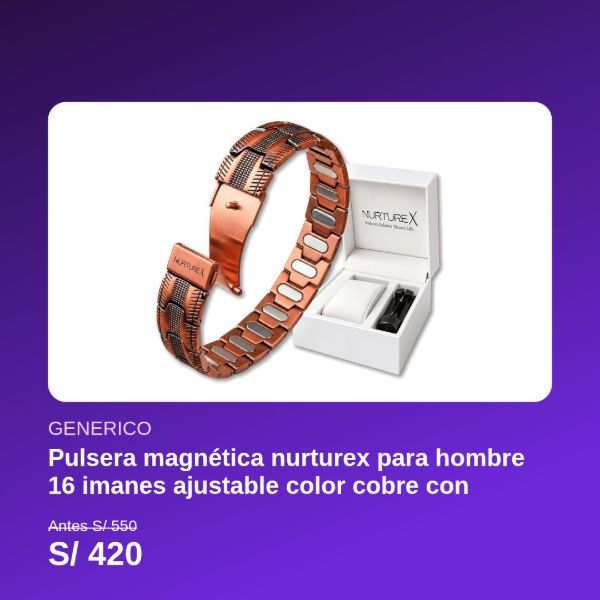 NURTUREX
NURTUREX
GENERICO
Pulsera magnética nurturex para hombre
16 imanes ajustable color cobre con
Antes S/ 550
S/ 420